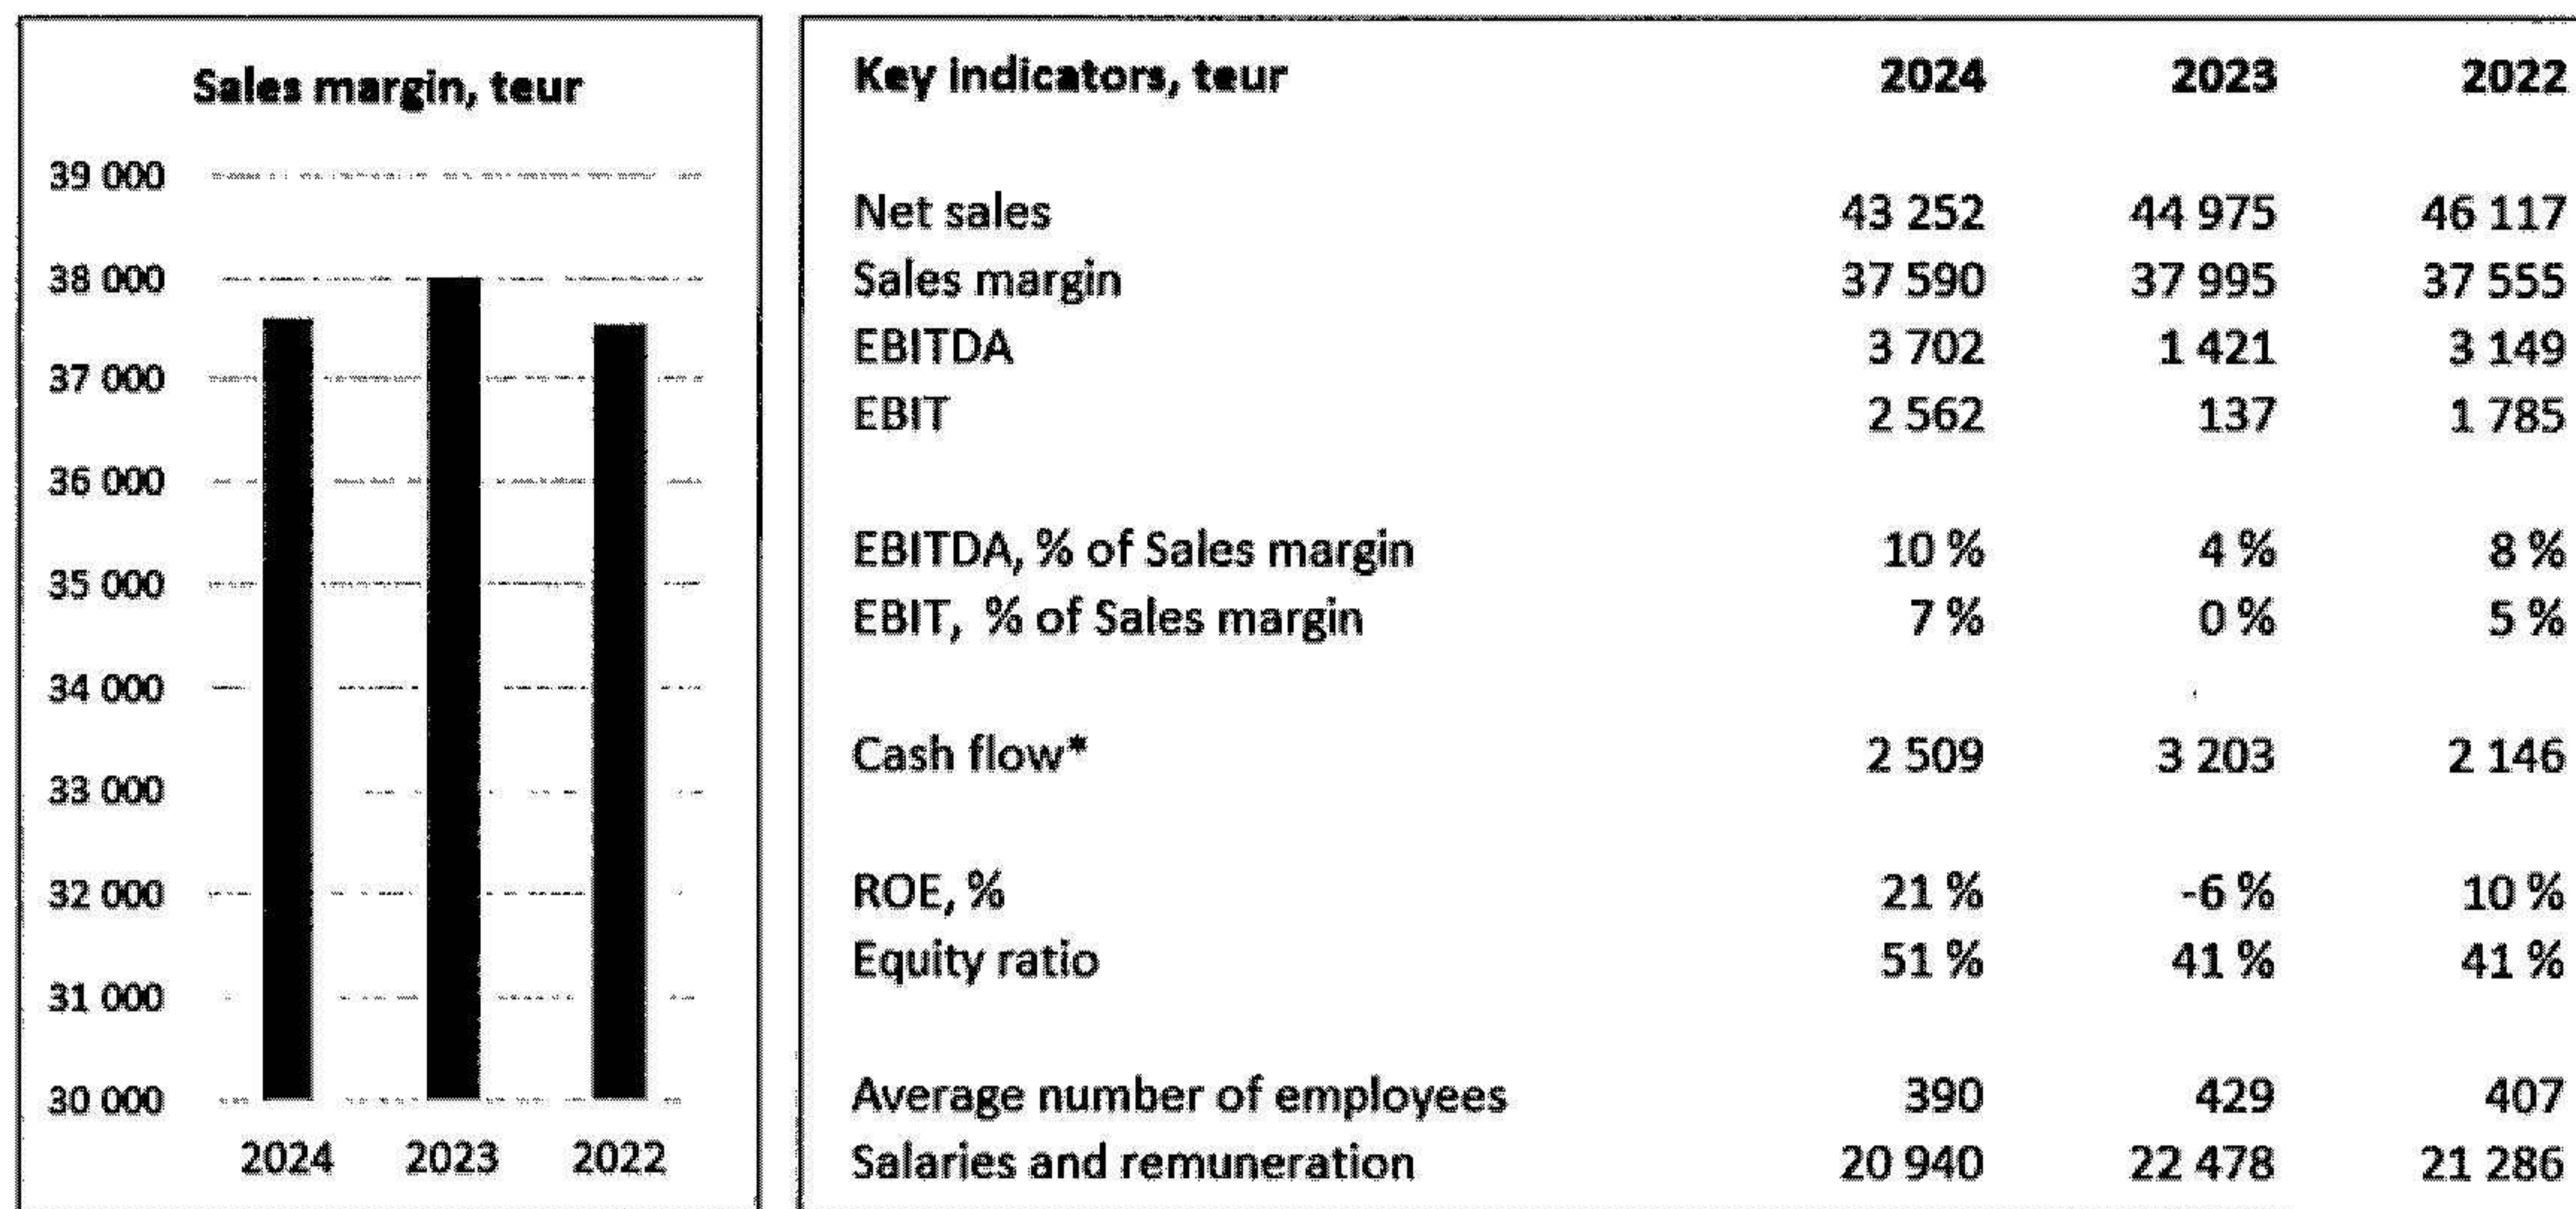 Sales margin, teur
39 000
38 000
37 000
36 000
35 000
34 000
33 000
32 000
31 000
30 000
2024 2023 2022
Key indicators, teur 2024 2023 2022
Net sales 43 252 44 975 46 117
Sales margin 37 590 37 995 37 555
EBITDA 3 702 1 421 3 149
EBIT 2 562 137 1 785
EBITDA, % of Sales margin 10 % 4 % 8 %
EBIT, % of Sales margin 7 % 0 % 5 %
Cash flow* 2 509 3 203 2 146
ROE, % 21 % -6 % 10 %
Equity ratio 51 % 41 % 41 %
Average number of employees 390 429 407
Salaries and remuneration 20 940 22 478 21 286